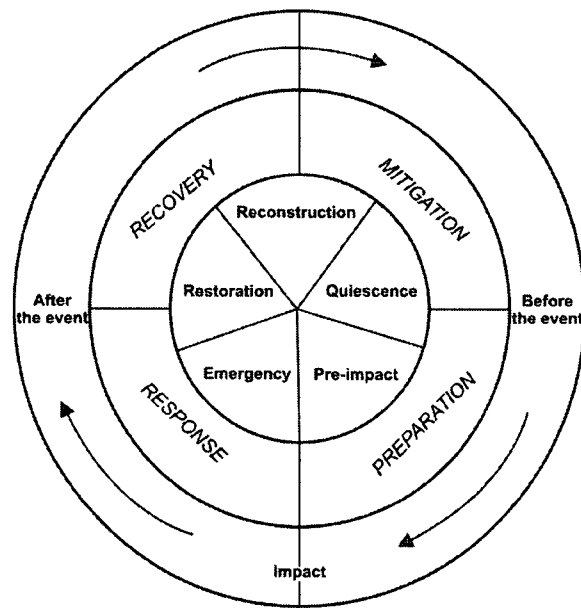 RECOVERY
MITIGATION
Reconstruction
Restoration
Quiescence
After
the event
Before
the event
Emergency
Pre-impact
RESPONSE
PREPARATION
Impact